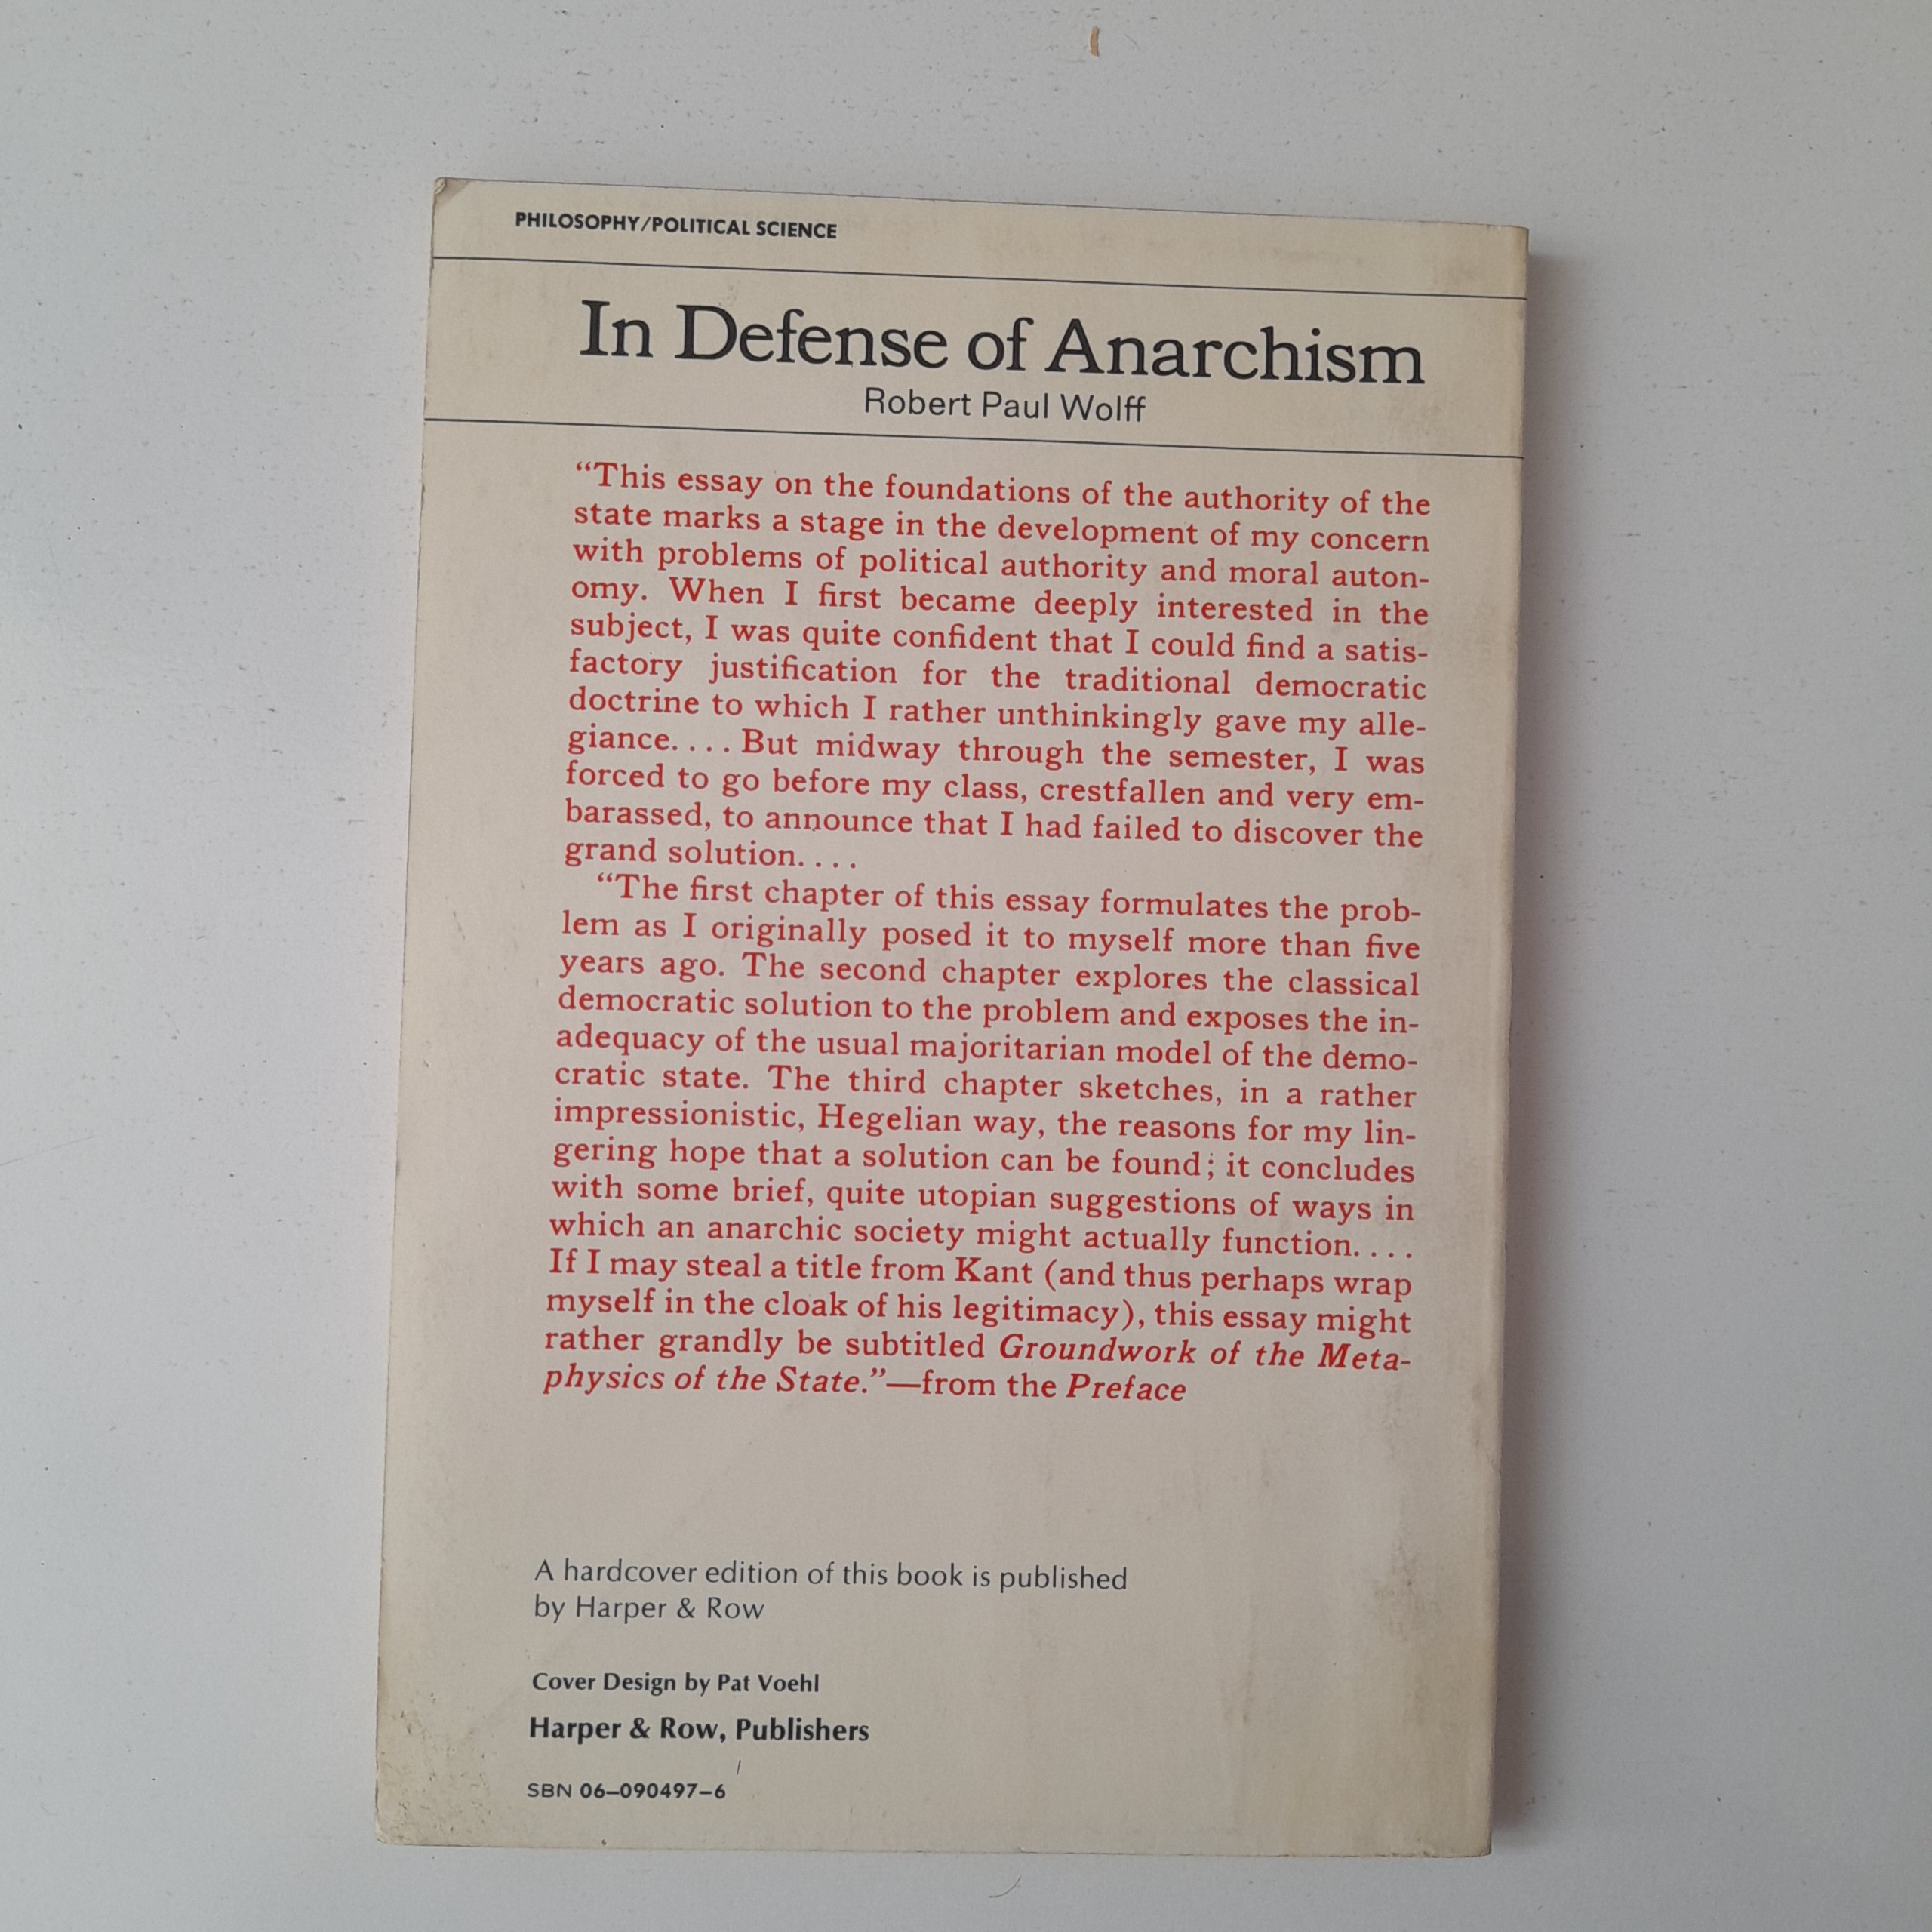 PHILOSOPHY/POLITICAL SCIENCE
In Defense of Anarchism
Robert Paul Wolff
“This essay on the foundations of the authority of the
state marks a stage in the development of my concern
with problems of political authority and moral auton-
omy. When I first became deeply interested in the
subject, I was quite confident that I could find a satis-
factory justification for the traditional democratic
doctrine to which I rather unthinkingly gave my alle-
giance.... But midway through the semester, I was
forced to go before my class, crestfallen and very em-
barassed, to announce that I had failed to discover the
grand solution....
“The first chapter of this essay formulates the prob-
lem as I originally posed it to myself more than five
years ago. The second chapter explores the classical
democratic solution to the problem and exposes the in-
adequacy of the usual majoritarian model of the demo-
cratic state. The third chapter sketches, in a rather
impressionistic, Hegelian way, the reasons for my lin-
gering hope that a solution can be found; it concludes
with some brief, quite utopian suggestions of ways in
which an anarchic society might actually function....
If I may steal a title from Kant (and thus perhaps wrap
myself in the cloak of his legitimacy), this essay might
rather grandly be subtitled Groundwork of the Meta-
physics of the State.”—from the Preface
A hardcover edition of this book is published
by Harper & Row
Cover Design by Pat Voehl
Harper & Row, Publishers
SBN 06–090497–6